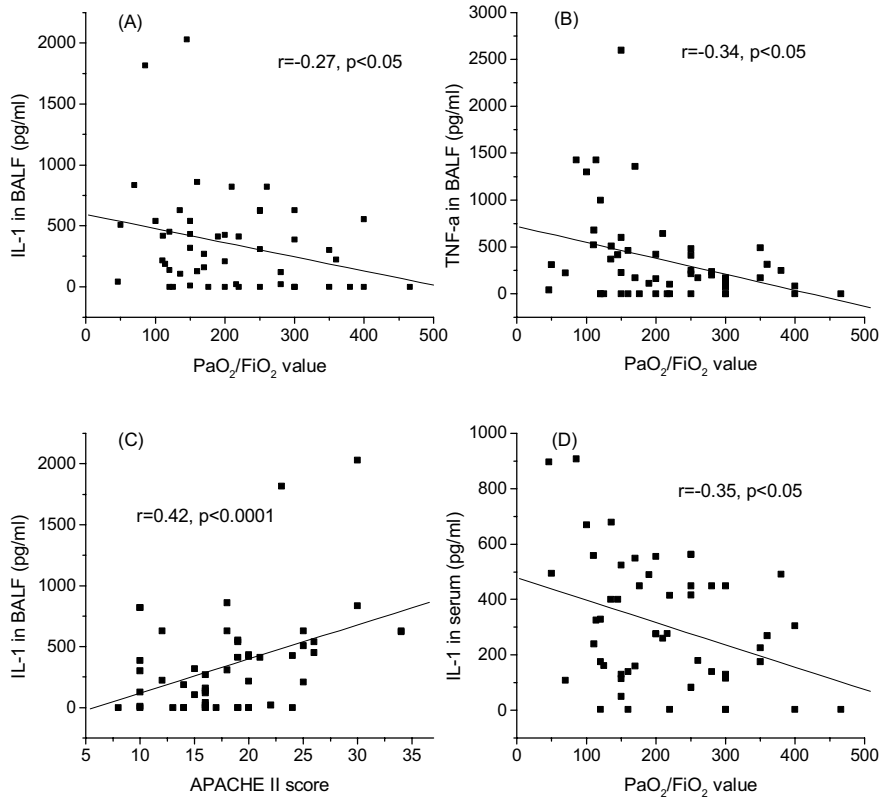 (A)
r=-0.27, p<0.05
IL-1 in BALF (pg/ml)
2000
1500
1000
500
0
0 100 200 300 400 500
PaO₂/FiO₂ value
(B)
r=-0.34, p<0.05
TNF-a in BALF (pg/ml)
3000
2500
2000
1500
1000
500
0
0 100 200 300 400 500
PaO₂/FiO₂ value
(C)
r=0.42, p<0.0001
IL-1 in BALF (pg/ml)
2000
1500
1000
500
0
5 10 15 20 25 30 35
APACHE II score
(D)
r=-0.35, p<0.05
IL-1 in serum (pg/ml)
1000
800
600
400
200
0
0 100 200 300 400 500
PaO₂/FiO₂ value